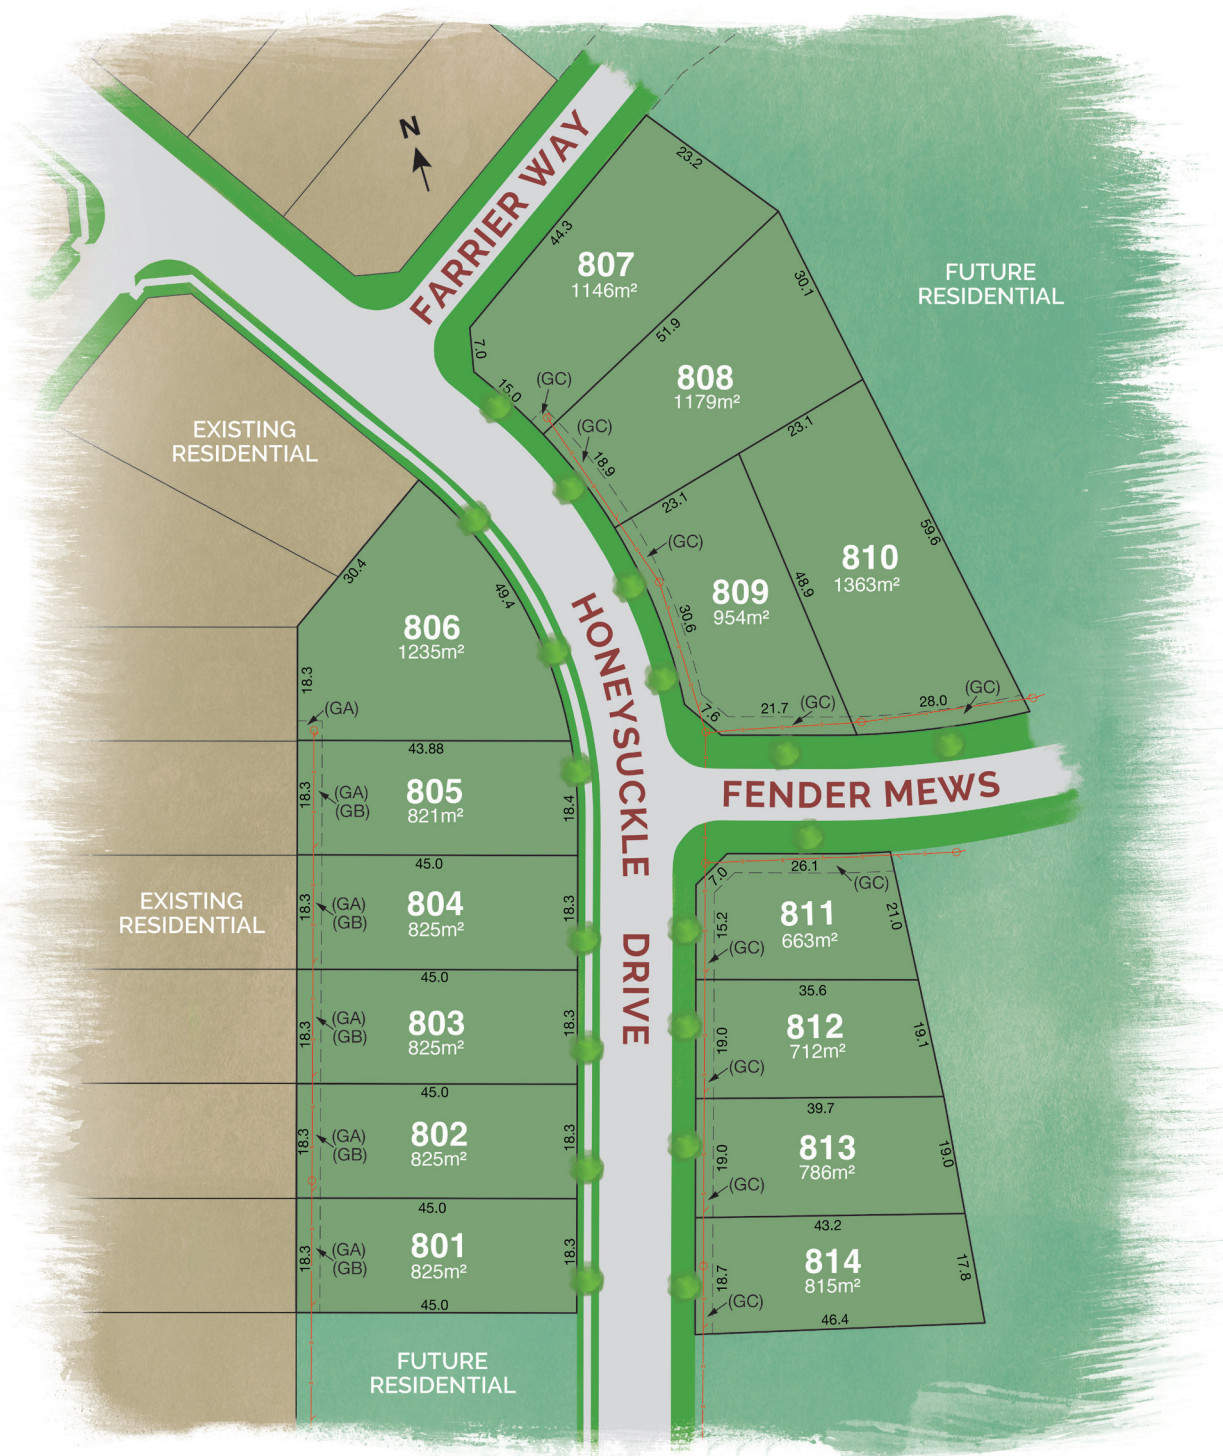 N
FARRIER WAY
23.2
44.3
807
1146m²
30.1
FUTURE
RESIDENTIAL
7.0
51.9
15.0
(GC)
808
1179m²
(GC)
18.9
23.1
23.1
EXISTING
RESIDENTIAL
(GC)
59.6
810
1363m²
48.9
809
954m²
30.6
30.4
49.4
806
1235m²
18.3
(GA)
7.6
21.7
(GC)
28.0
(GC)
HONEYSUCKLE DRIVE
FENDER MEWS
43.88
18.3
(GA)
(GB)
805
821m²
18.4
45.0
EXISTING
RESIDENTIAL
18.3
(GA)
(GB)
804
825m²
18.3
45.0
18.3
(GA)
(GB)
803
825m²
18.3
45.0
18.3
(GA)
(GB)
802
825m²
18.3
45.0
18.3
(GA)
(GB)
801
825m²
18.3
45.0
FUTURE
RESIDENTIAL
7.0
26.1
(GC)
15.2
811
663m²
21.0
(GC)
35.6
19.0
812
712m²
19.1
(GC)
39.7
19.0
813
786m²
19.0
(GC)
43.2
18.7
814
815m²
17.8
(GC)
46.4